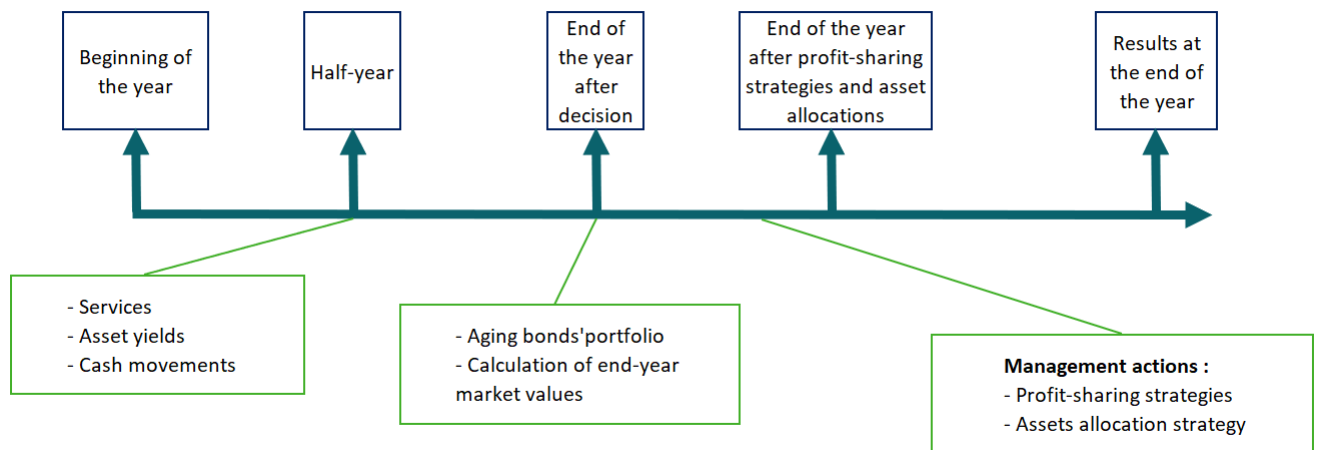 Beginning of
the year
Half-year
End of
the year
after
decision
End of the year
after profit-sharing
strategies and asset
allocations
Results at
the end of
the year
- Services
- Asset yields
- Cash movements
- Aging bonds'portfolio
- Calculation of end-year
market values
Management actions :
- Profit-sharing strategies
- Assets allocation strategy